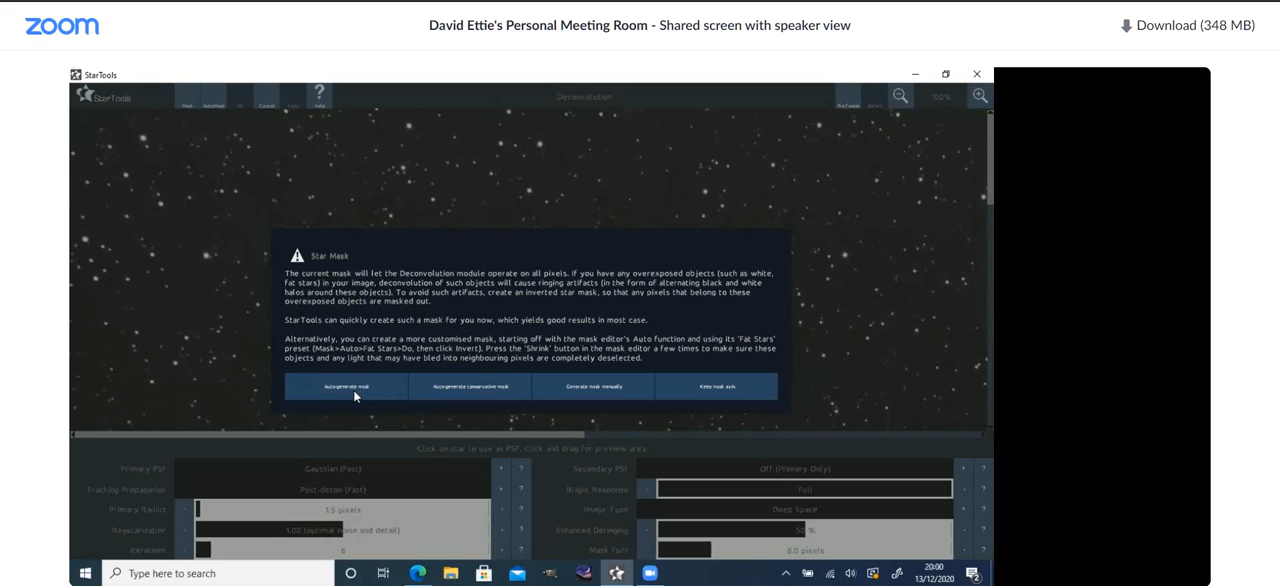 zoom
David Ettie's Personal Meeting Room - Shared screen with speaker view
Download (348 MB)
StarTools
StarTools
Mask
AutoMask
Cancel
Help
Deconvolution
100%
Star Mask
The current mask will let the Deconvolution module operate on all pixels. If you have any overexposed objects (such as white,
fat stars) in your image, deconvolution of such objects will cause ringing artifacts (in the form of alternating black and white
halos around these objects). To avoid such artifacts, create an inverted star mask, so that any pixels that belong to these
overexposed objects are masked out.
StarTools can quickly create such a mask for you now, which yields good results in most case.
Alternatively, you can create a more customised mask, starting off with the mask editor's Auto function and using its 'Fat Stars'
preset (Mask>Auto>Fat Stars>Do, then click Invert). Press the 'Shrink' button in the mask editor a few times to make sure these
objects and any light that may have bled into neighbouring pixels are completely deselected.
Auto-generate mask
Auto-generate conservative mask
Generate mask manually
Keep mask as-is
Click on star to use as PSF, Click and drag for preview area
Primary PSF
Gaussian (Fast)
?
Secondary PSF
Off (Primary Only)
?
Tracking Propagation
Post-decon (Fast)
?
Bright Response
Full
?
Primary Radius
1.5 pixels
?
Image Type
Deep Space
?
Regularization
1.00 (optimal noise and detail)
?
Enhanced Deringing
50 %
?
Iterations
6
?
Mask Fuzz
8.0 pixels
?
Type here to search
20:00
13/12/2020
2